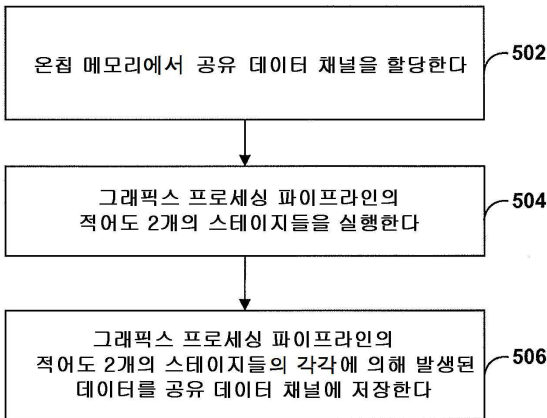 온칩 메모리에서 공유 데이터 채널을 할당한다
502
그래픽스 프로세싱 파이프라인의
적어도 2개의 스테이지들을 실행한다
504
그래픽스 프로세싱 파이프라인의
적어도 2개의 스테이지들의 각각에 의해 발생된
데이터를 공유 데이터 채널에 저장한다
506